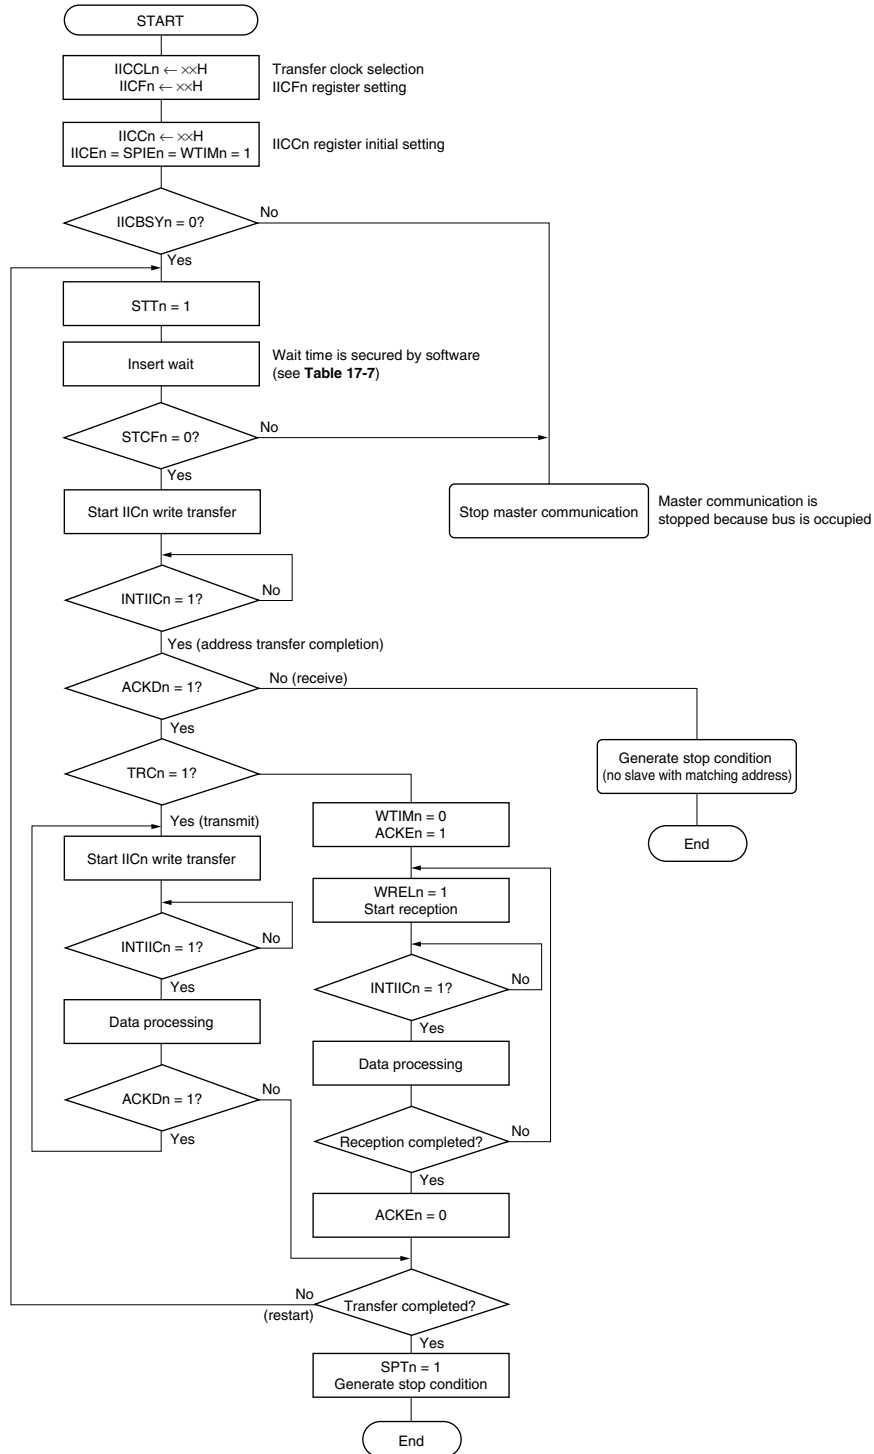 START
IICCLn ← ××H
IICFn ← ××H
Transfer clock selection
IICFn register setting
IICCn ← ××H
IICEn = SPIEn = WTIMn = 1
IICCn register initial setting
IICBSYn = 0?
No
Yes
STTn = 1
Insert wait
Wait time is secured by software
(see Table 17-7)
STCFn = 0?
No
Yes
Start IICn write transfer
Stop master communication
Master communication is
stopped because bus is occupied
INTIICn = 1?
No
Yes (address transfer completion)
ACKDn = 1?
No (receive)
Yes
Generate stop condition
(no slave with matching address)
End
TRCn = 1?
Yes (transmit)
WTIMn = 0
ACKEn = 1
Start IICn write transfer
WRELn = 1
Start reception
INTIICn = 1?
No
Yes
INTIICn = 1?
No
Yes
Data processing
Data processing
ACKDn = 1?
No
Yes
Reception completed?
No
Yes
ACKEn = 0
Transfer completed?
No
(restart)
Yes
SPTn = 1
Generate stop condition
End